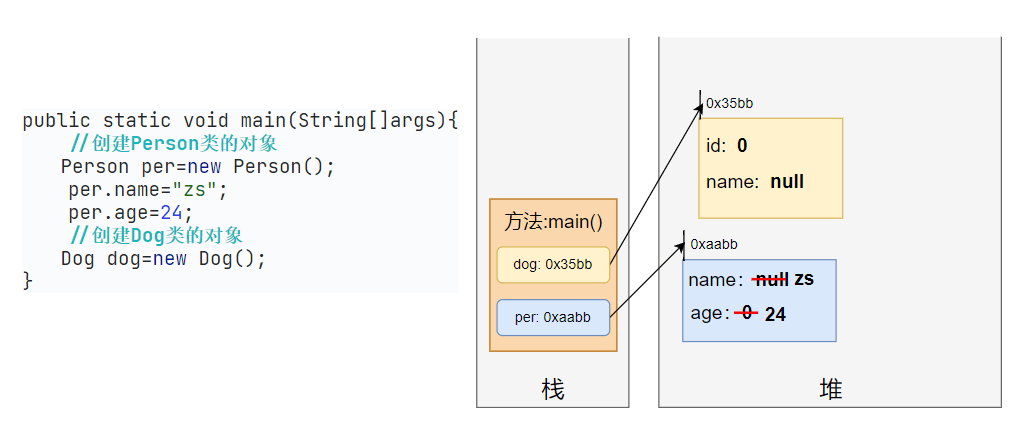 public static void main(String[]args){
//创建Person类的对象
Person per=new Person();
per.name="zs";
per.age=24;
//创建Dog类的对象
Dog dog=new Dog();
}
方法:main()
dog: 0x35bb
per: 0xaabb
栈
0x35bb
id: 0
name: null
0xaabb
name: null zs
age: 0 24
堆